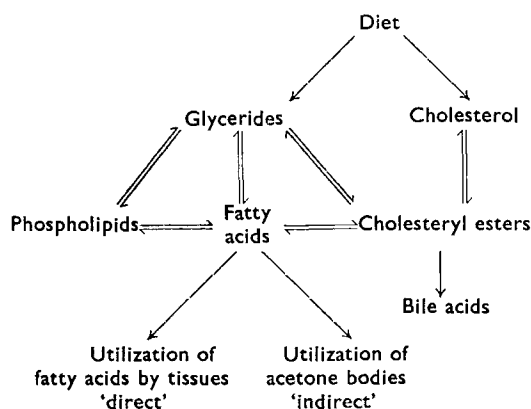 Diet
Glycerides
Cholesterol
Phospholipids
Fatty
acids
Cholesteryl esters
Bile acids
Utilization of
fatty acids by tissues
'direct'
Utilization of
acetone bodies
'indirect'